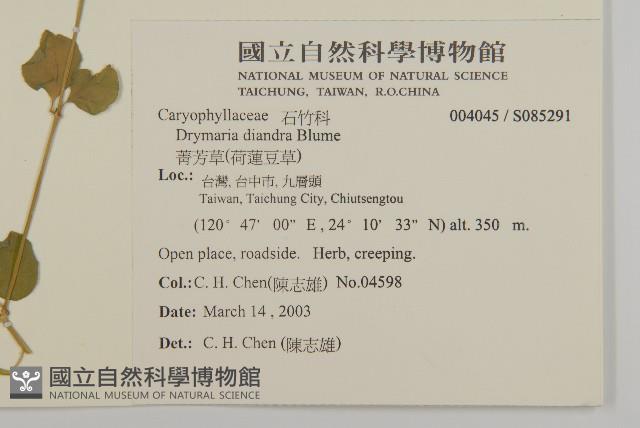 國立自然科學博物館
NATIONAL MUSEUM OF NATURAL SCIENCE
TAICHUNG, TAIWAN, R.O.CHINA
Caryophyllaceae 石竹科 004045 / S085291
Drymaria diandra Blume
菁芳草(荷蓮豆草)
Loc.: 台灣, 台中市, 九層頭
Taiwan, Taichung City, Chiutsengtou
(120° 47' 00" E , 24° 10' 33" N) alt. 350 m.
Open place, roadside. Herb, creeping.
Col.: C. H. Chen(陳志雄) No.04598
Date: March 14 , 2003
Det.: C. H. Chen (陳志雄)
國立自然科學博物館
NATIONAL MUSEUM OF NATURAL SCIENCE